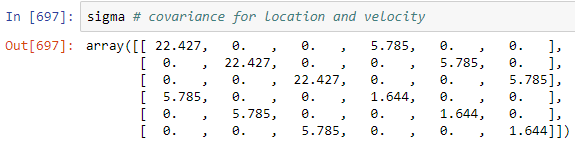 In [697]: sigma # covariance for location and velocity
Out[697]: array([[ 22.427,  0.   ,  0.   ,  5.785,  0.   ,  0.   ],
[  0.   , 22.427,  0.   ,  0.   ,  5.785,  0.   ],
[  0.   ,  0.   , 22.427,  0.   ,  0.   ,  5.785],
[  5.785,  0.   ,  0.   ,  1.644,  0.   ,  0.   ],
[  0.   ,  5.785,  0.   ,  0.   ,  1.644,  0.   ],
[  0.   ,  0.   ,  5.785,  0.   ,  0.   ,  1.644]])